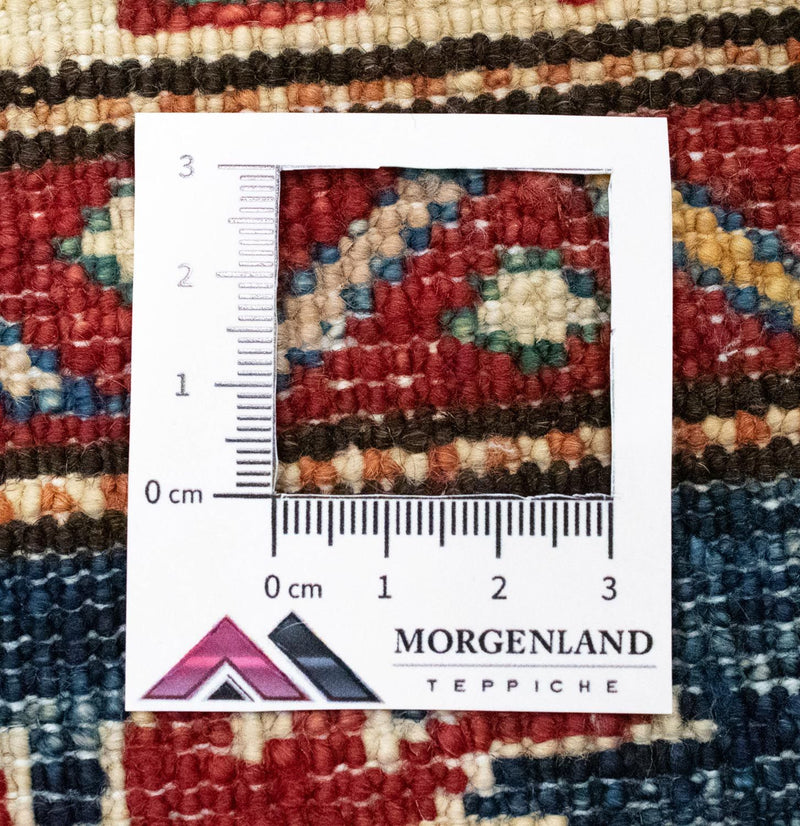 3
2
1
0 cm
0 cm 1 2 3
MORGENLAND
TEPPICHE